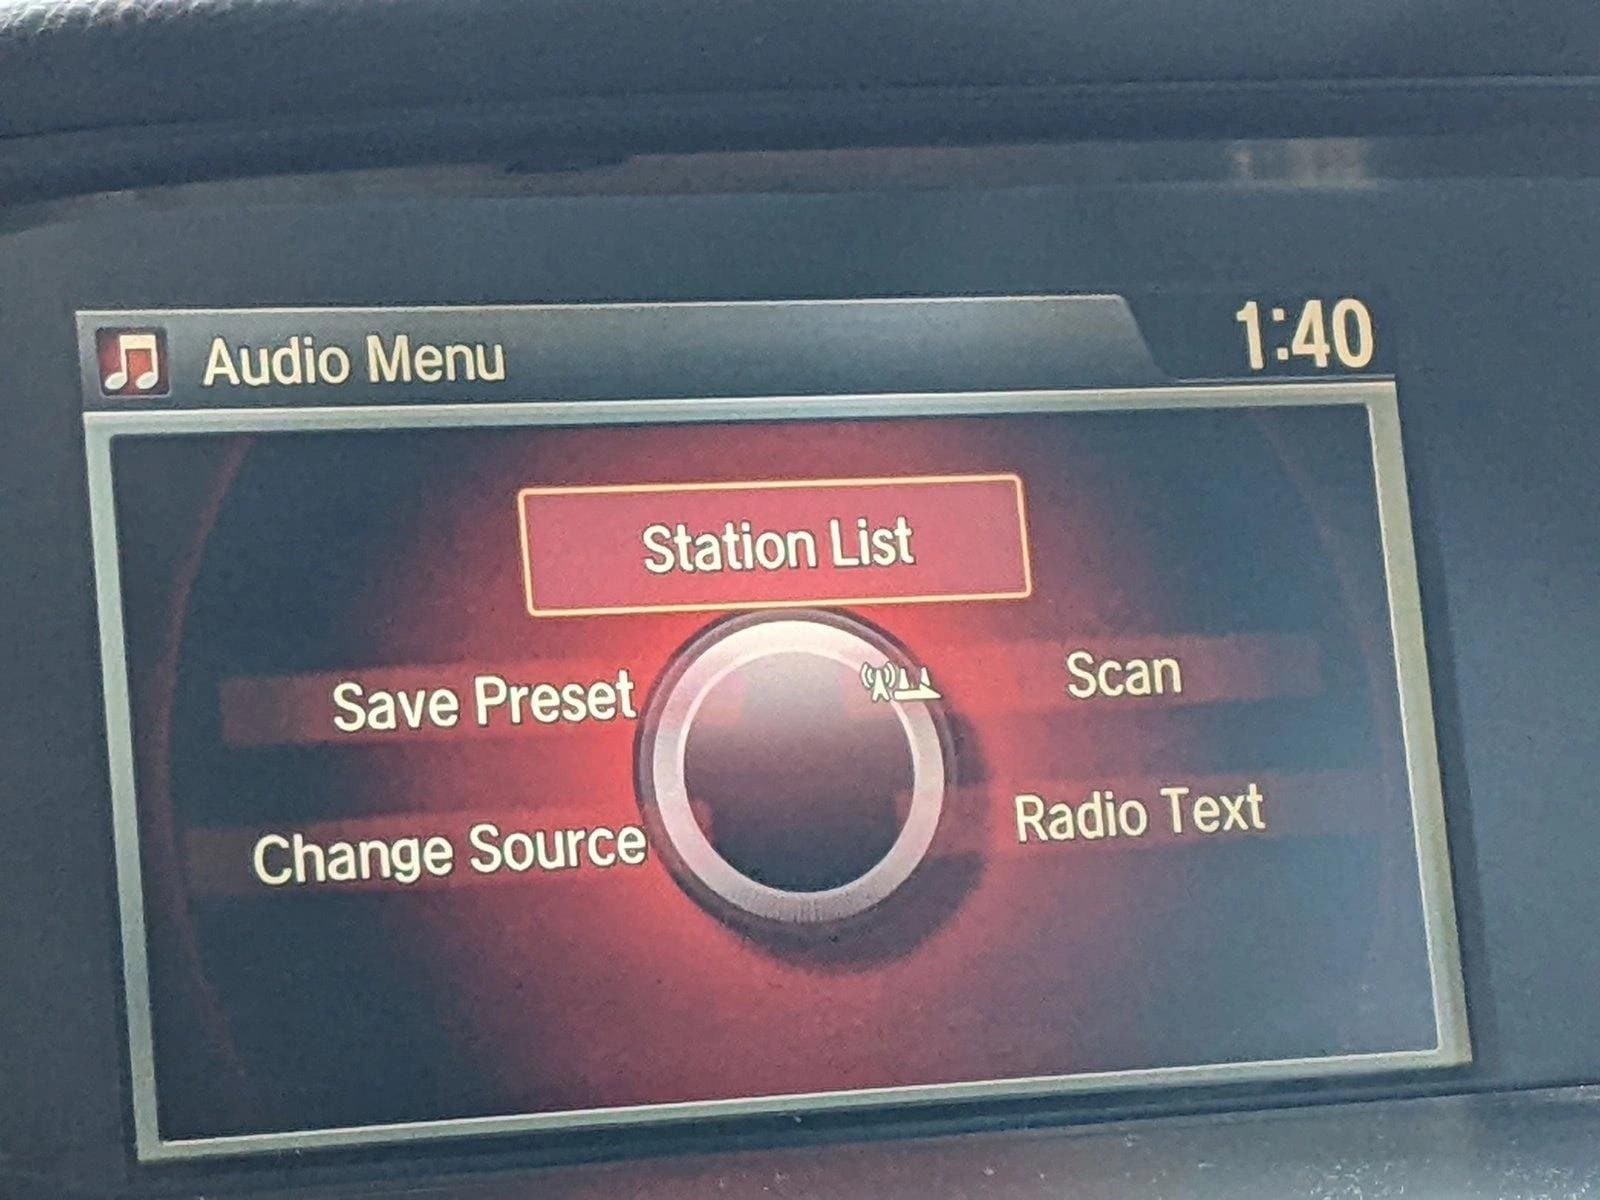 Audio Menu
1:40
Station List
Save Preset
Scan
Change Source
Radio Text